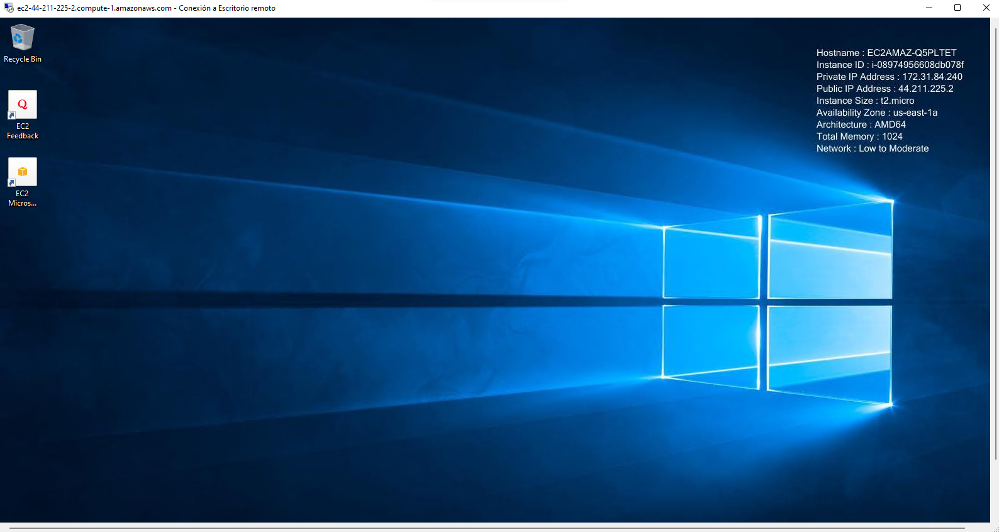 ec2-44-211-225-2.compute-1.amazonaws.com - Conexión a Escritorio remoto
Recycle Bin
Q
EC2
Feedback
EC2
Micros...
Hostname : EC2AMAZ-Q5PLTET
Instance ID : i-08974956608db078f
Private IP Address : 172.31.84.240
Public IP Address : 44.211.225.2
Instance Size : t2.micro
Availability Zone : us-east-1a
Architecture : AMD64
Total Memory : 1024
Network : Low to Moderate